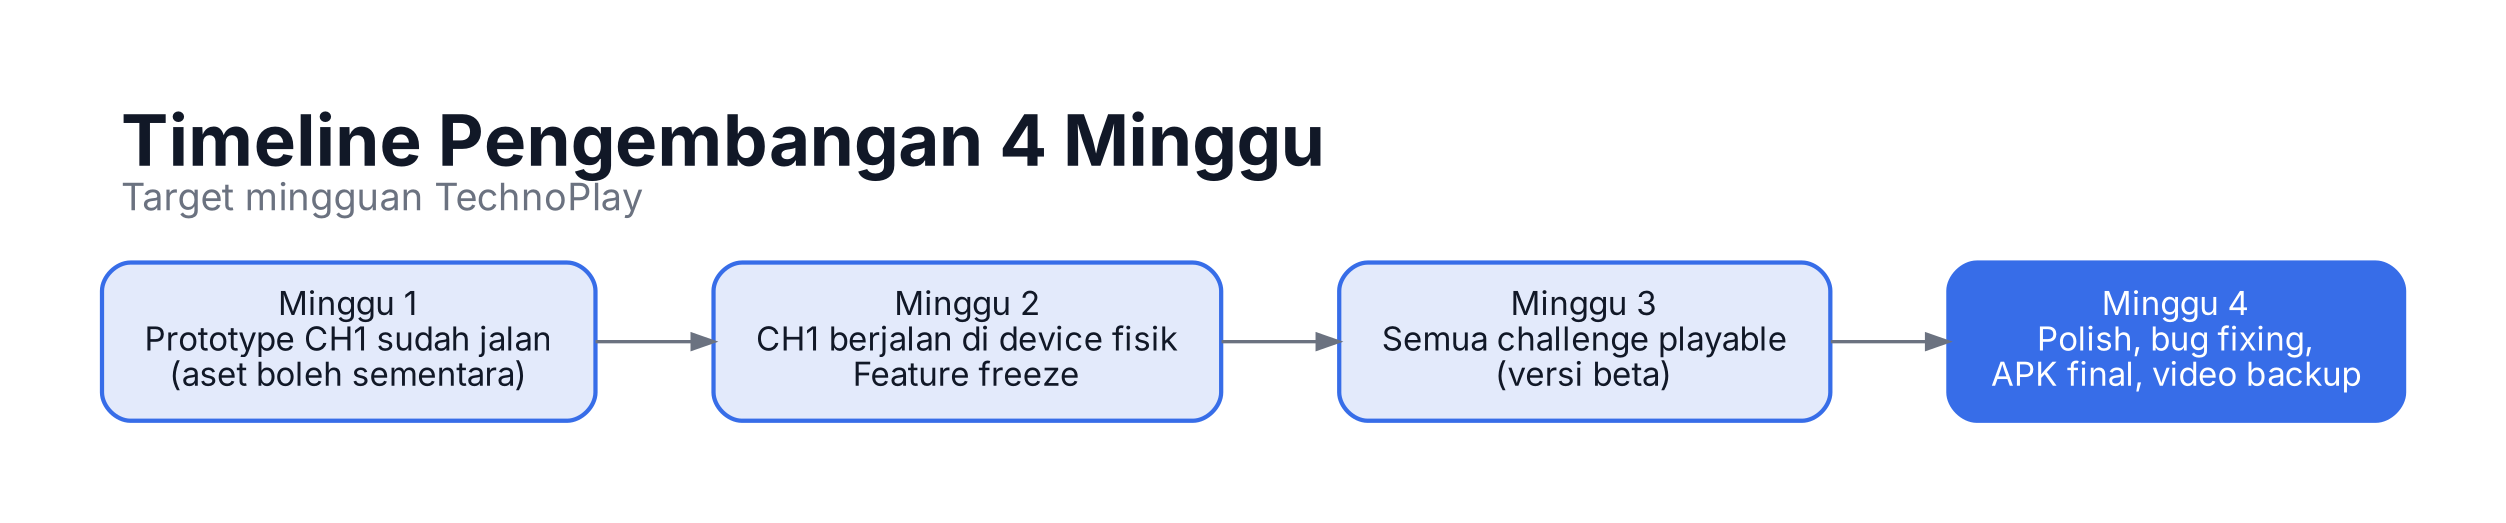 Timeline Pengembangan 4 Minggu
Target mingguan TechnoPlay
Minggu 1
Prototype CH1 sudah jalan
(aset boleh sementara)
Minggu 2
CH1 berjalan di device fisik
Feature freeze
Minggu 3
Semua challenge playable
(versi beta)
Minggu 4
Polish, bug fixing,
APK final, video backup,